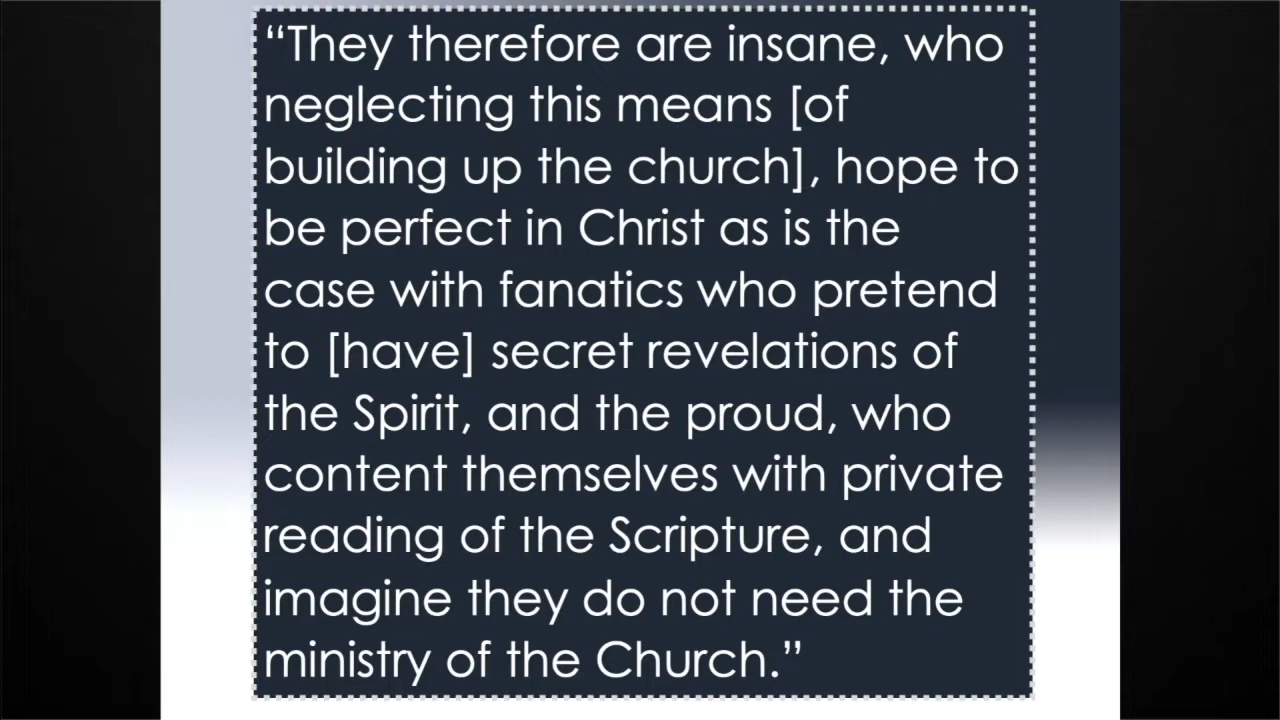 “They therefore are insane, who
neglecting this means [of
building up the church], hope to
be perfect in Christ as is the
case with fanatics who pretend
to [have] secret revelations of
the Spirit, and the proud, who
content themselves with private
reading of the Scripture, and
imagine they do not need the
ministry of the Church.”